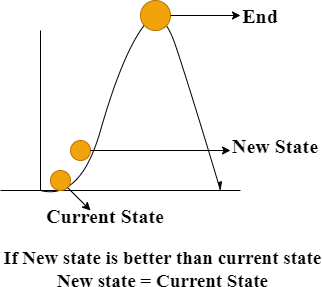 End
New State
Current State
If New state is better than current state
New state = Current State